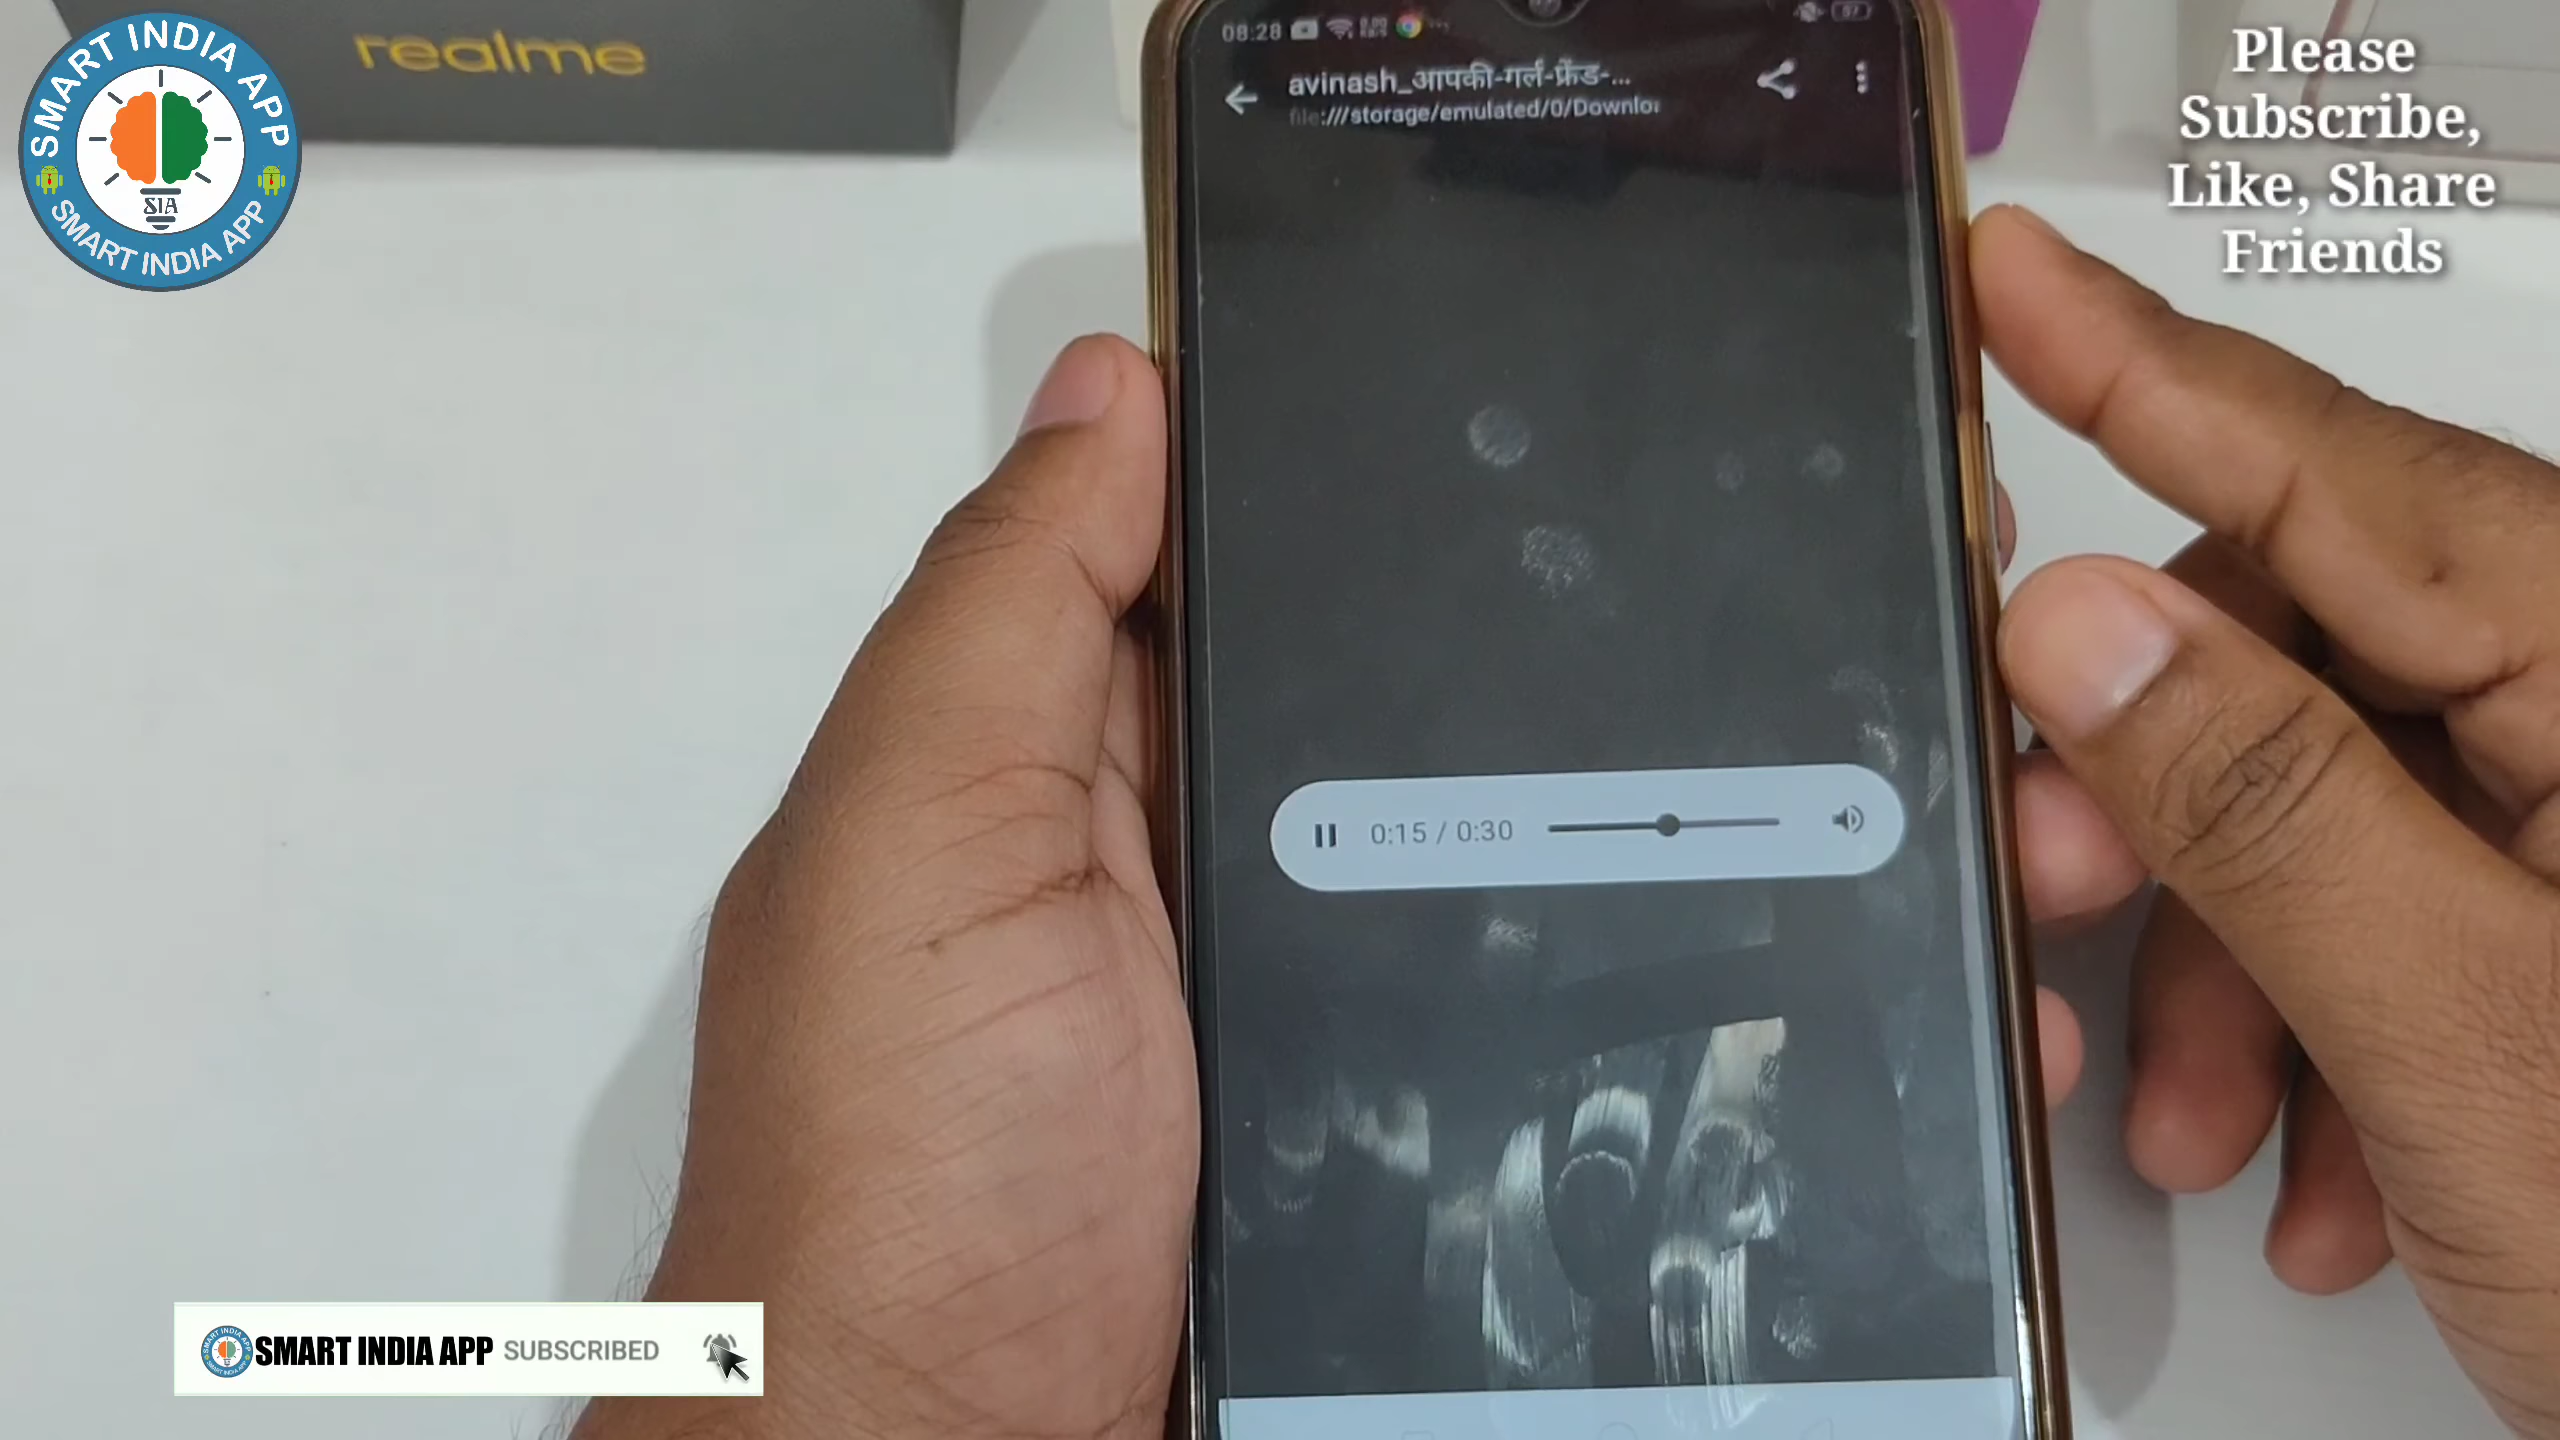 SMART INDIA APP
SIA
SMART INDIA APP
realme
08:28
57
avinash_आपकी-गर्ल-फ्रेंड-...
file:///storage/emulated/0/Downlo
0:15 / 0:30
Please
Subscribe,
Like, Share
Friends
SMART INDIA APP SUBSCRIBED